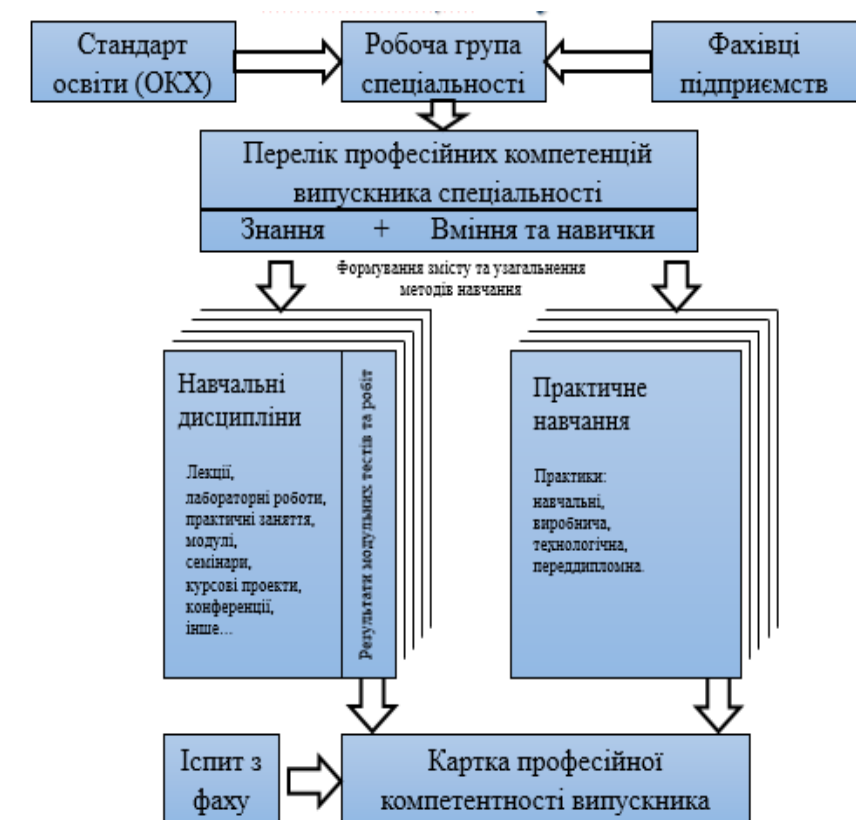 Стандарт
освіти (ОКХ)
Робоча група
спеціальності
Фахівці
підприємств
Перелік професійних компетенцій
випускника спеціальності
Знання + Вміння та навички
Формування змісту та узагальнення
методів навчання
Навчальні
дисципліни
Лекції,
лабораторні роботи,
практичні заняття,
модулі,
семінари,
курсові проекти,
конференції,
інше...
Результати модульних тестів та робіт
Практичне
навчання
Практики:
навчальні,
виробнича,
технологічна,
переддипломна.
Іспит з
фаху
Картка професійної
компетентності випускника